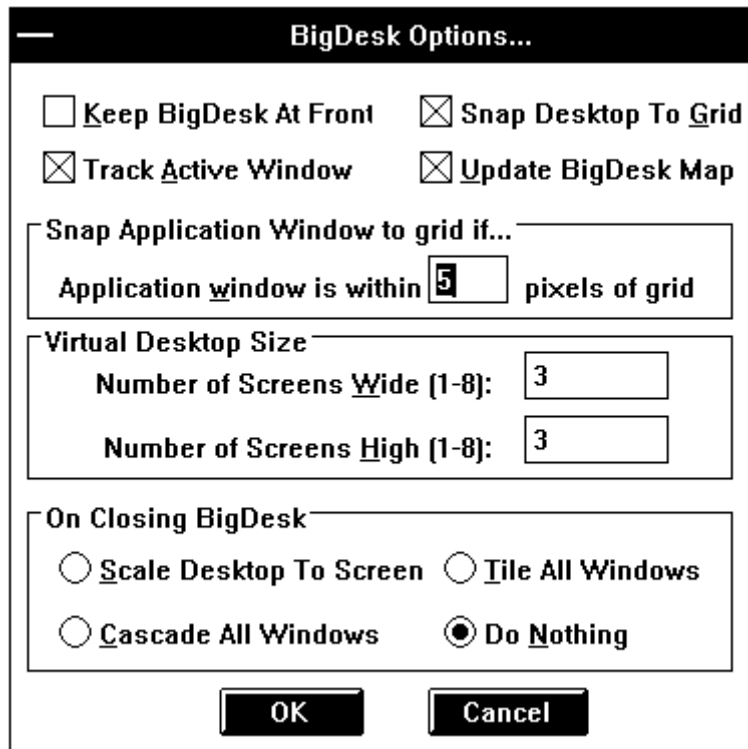 BigDesk Options...
Keep BigDesk At Front Snap Desktop To Grid
Track Active Window Update BigDesk Map
Snap Application Window to grid if...
Application window is within 5 pixels of grid
Virtual Desktop Size
Number of Screens Wide (1-8): 3
Number of Screens High (1-8): 3
On Closing BigDesk
Scale Desktop To Screen Tile All Windows
Cascade All Windows Do Nothing
OK Cancel